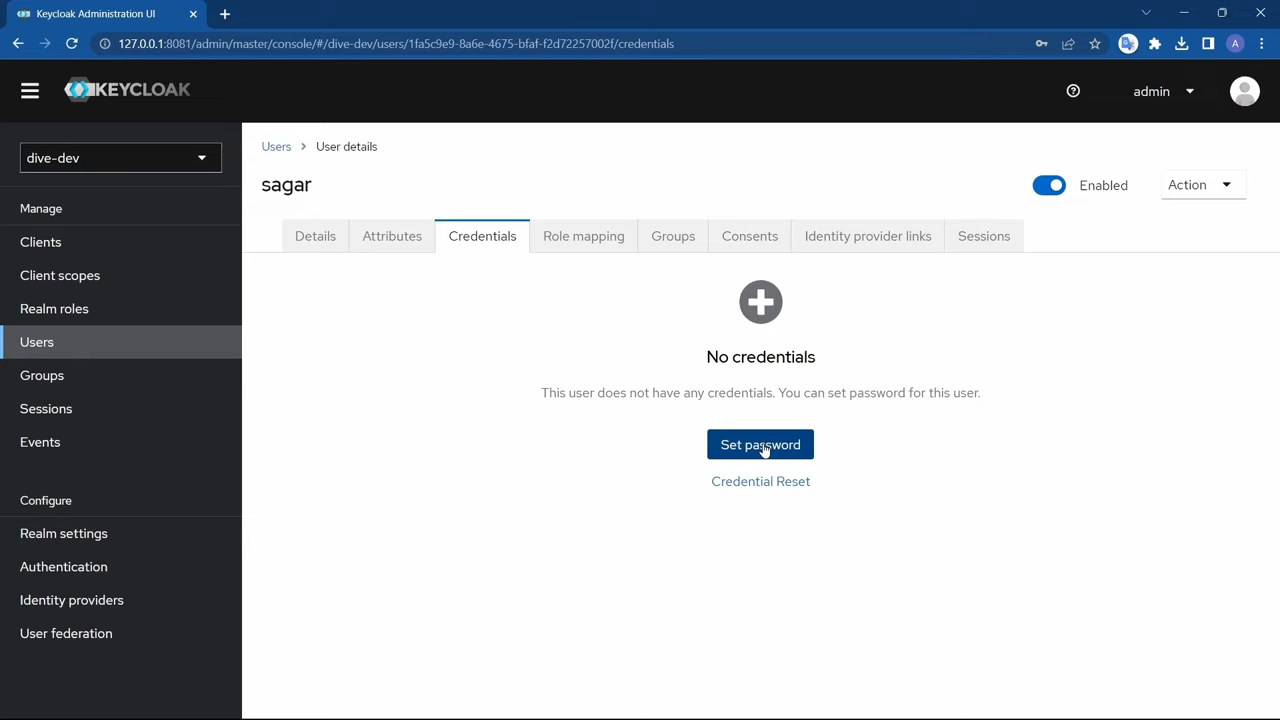 Keycloak Administration UI
127.0.0.1:8081/admin/master/console/#/dive-dev/users/1fa5c9e9-8a6e-4675-bfaf-f2d72257002f/credentials
A
KEYCLOAK
admin
dive-dev
Manage
Clients
Client scopes
Realm roles
Users
Groups
Sessions
Events
Configure
Realm settings
Authentication
Identity providers
User federation
Users > User details
sagar
Enabled
Action
Details Attributes Credentials Role mapping Groups Consents Identity provider links Sessions
No credentials
This user does not have any credentials. You can set password for this user.
Set password
Credential Reset